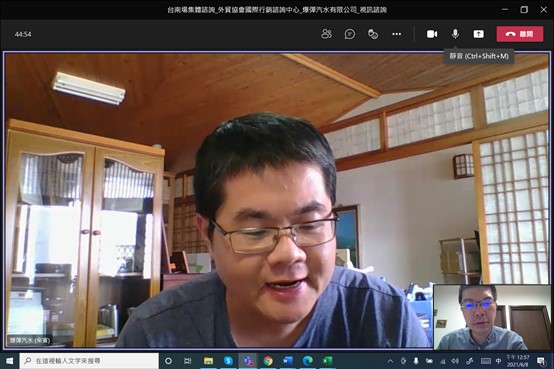 台南場集體諮詢_外貿協會國際行銷諮詢中心_爆彈汽水有限公司_視訊諮詢
44:54
離開
靜音 (Ctrl+Shift+M)
爆彈汽水 (來賓)
在這裡輸入文字來搜尋
中
下午 12:57
2021/6/8